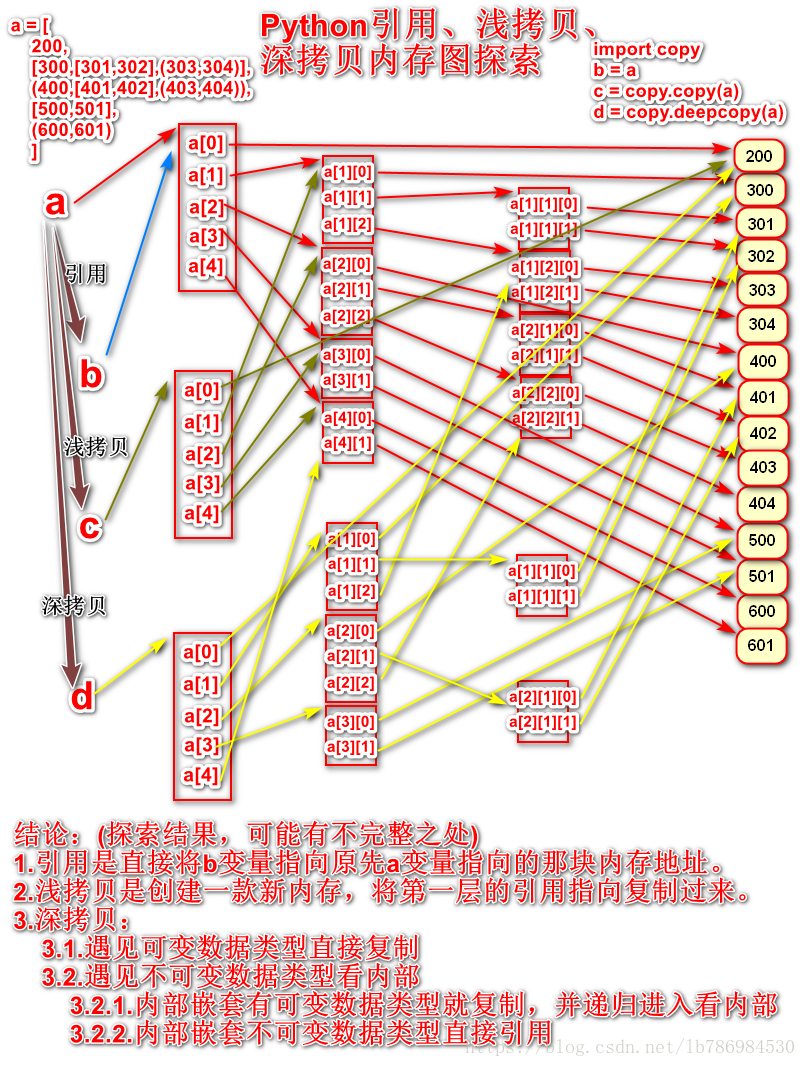 a = [
200,
[300,[301,302],(303,304)],
(400,[401,402],(403,404)),
[500,501],
(600,601)
]
Python引用、浅拷贝、
深拷贝内存图探索
import copy
b = a
c = copy.copy(a)
d = copy.deepcopy(a)
a
引用
b
浅拷贝
c
深拷贝
d
a[0]
a[1]
a[2]
a[3]
a[4]
a[1][0]
a[1][1]
a[1][2]
a[2][0]
a[2][1]
a[2][2]
a[3][0]
a[3][1]
a[4][0]
a[4][1]
a[1][1][0]
a[1][1][1]
a[1][2][0]
a[1][2][1]
a[2][1][0]
a[2][1][1]
a[2][2][0]
a[2][2][1]
200
300
301
302
303
304
400
401
402
403
404
500
501
600
601
a[0]
a[1]
a[2]
a[3]
a[4]
a[0]
a[1]
a[2]
a[3]
a[4]
a[1][0]
a[1][1]
a[1][2]
a[2][0]
a[2][1]
a[2][2]
a[3][0]
a[3][1]
a[1][1][0]
a[1][1][1]
a[2][1][0]
a[2][1][1]
结论：(探索结果，可能有不完整之处)
1.引用是直接将b变量指向原先a变量指向的那块内存地址。
2.浅拷贝是创建一款新内存，将第一层的引用指向复制过来。
3.深拷贝：
3.1.遇见可变数据类型直接复制
3.2.遇见不可变数据类型看内部
3.2.1.内部嵌套有可变数据类型就复制，并递归进入看内部
3.2.2.内部嵌套不可变数据类型直接引用
https://blog.csdn.net/lb786984530